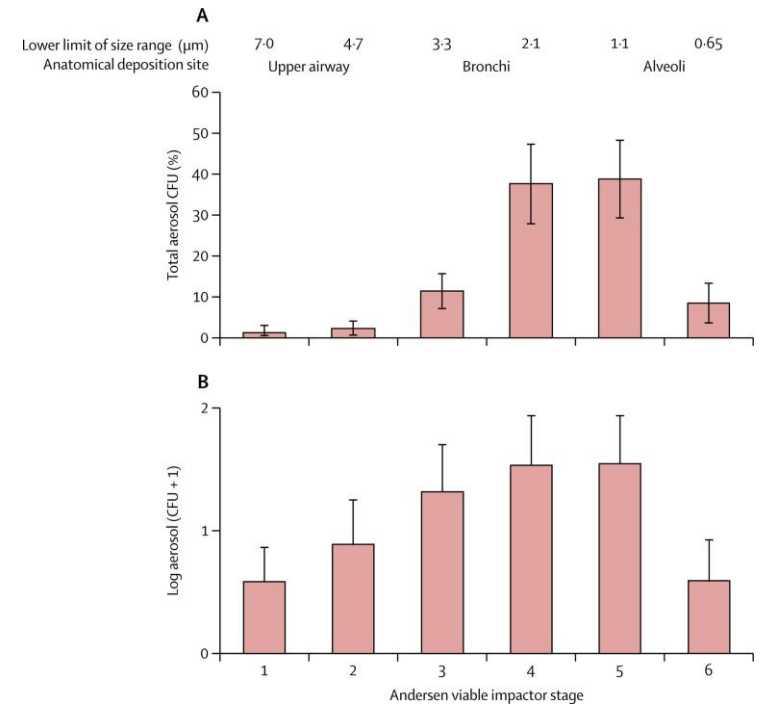 A
Lower limit of size range (µm) 7·0 4·7 3·3 2·1 1·1 0·65
Anatomical deposition site Upper airway Bronchi Alveoli
Total aerosol CFU (%)
60
50
40
30
20
10
0
B
Log aerosol (CFU + 1)
2
1
0
1 2 3 4 5 6
Andersen viable impactor stage